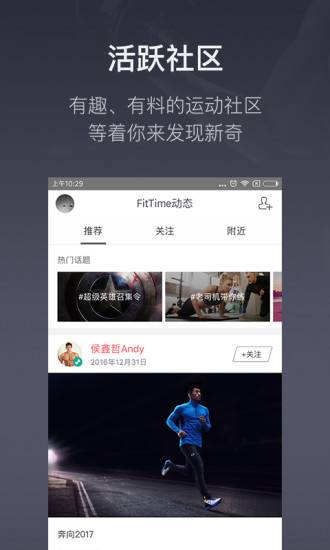 活跃社区
有趣、有料的运动社区
等着你来发现新奇
上午10:29
FitTime动态
推荐
关注
附近
热门话题
#超级英雄召集令
#老司机带你练
侯鑫哲Andy
2016年12月31日
+关注
奔向2017